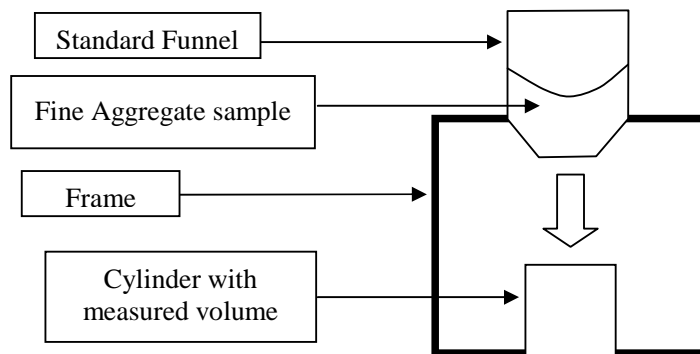 Standard Funnel
Fine Aggregate sample
Frame
Cylinder with
measured volume